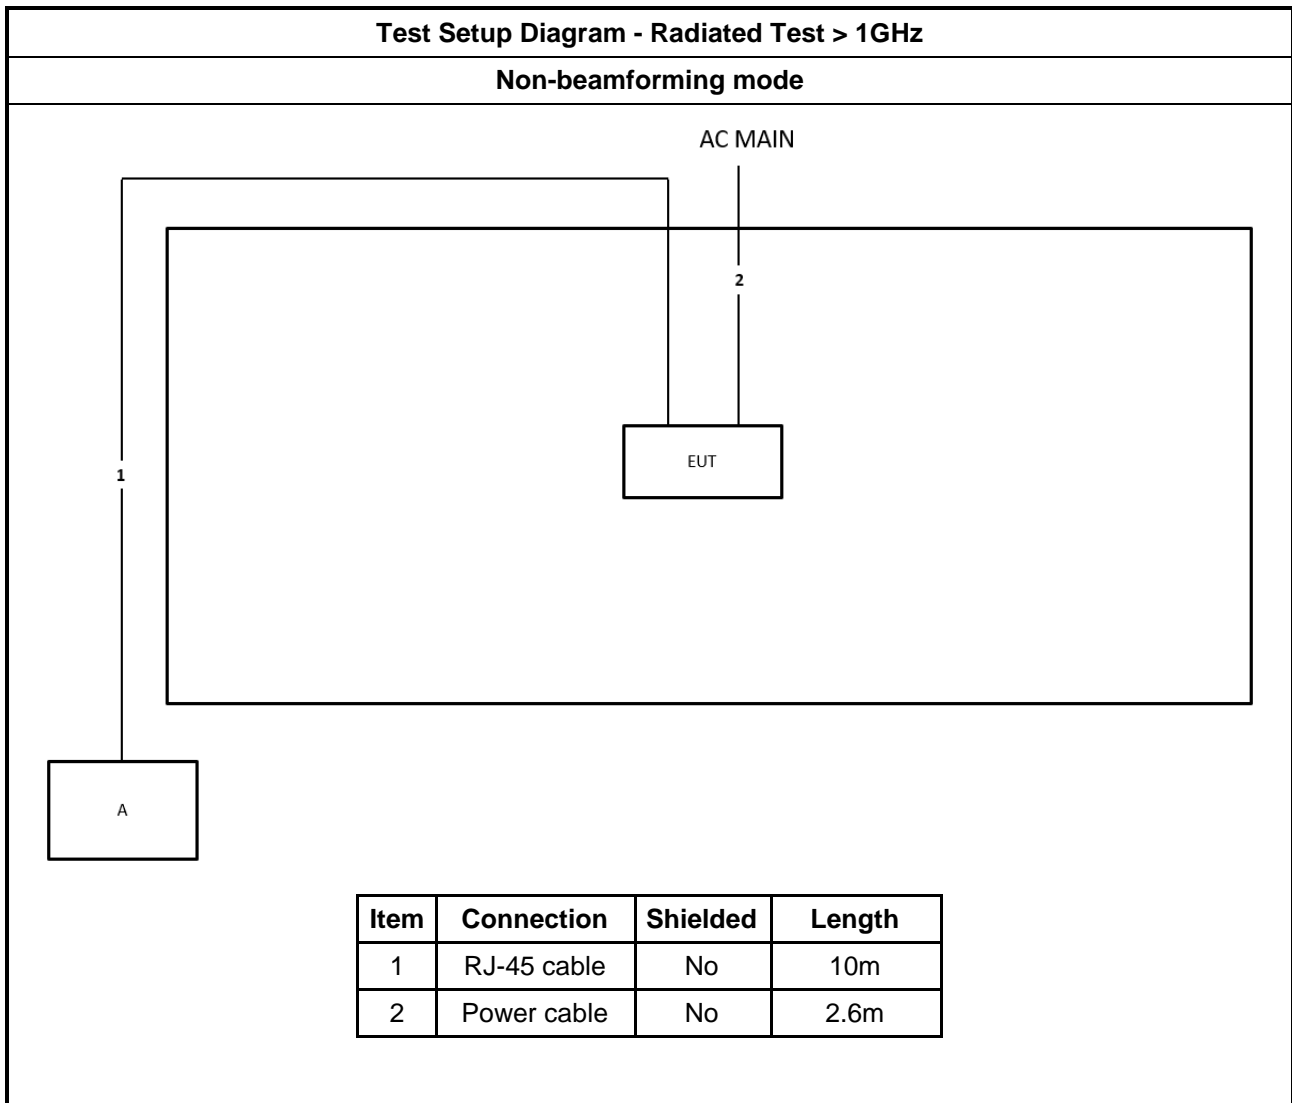 Test Setup Diagram - Radiated Test > 1GHz
Non-beamforming mode
AC MAIN
2
EUT
1
A
Item Connection Shielded Length
1 RJ-45 cable No 10m
2 Power cable No 2.6m